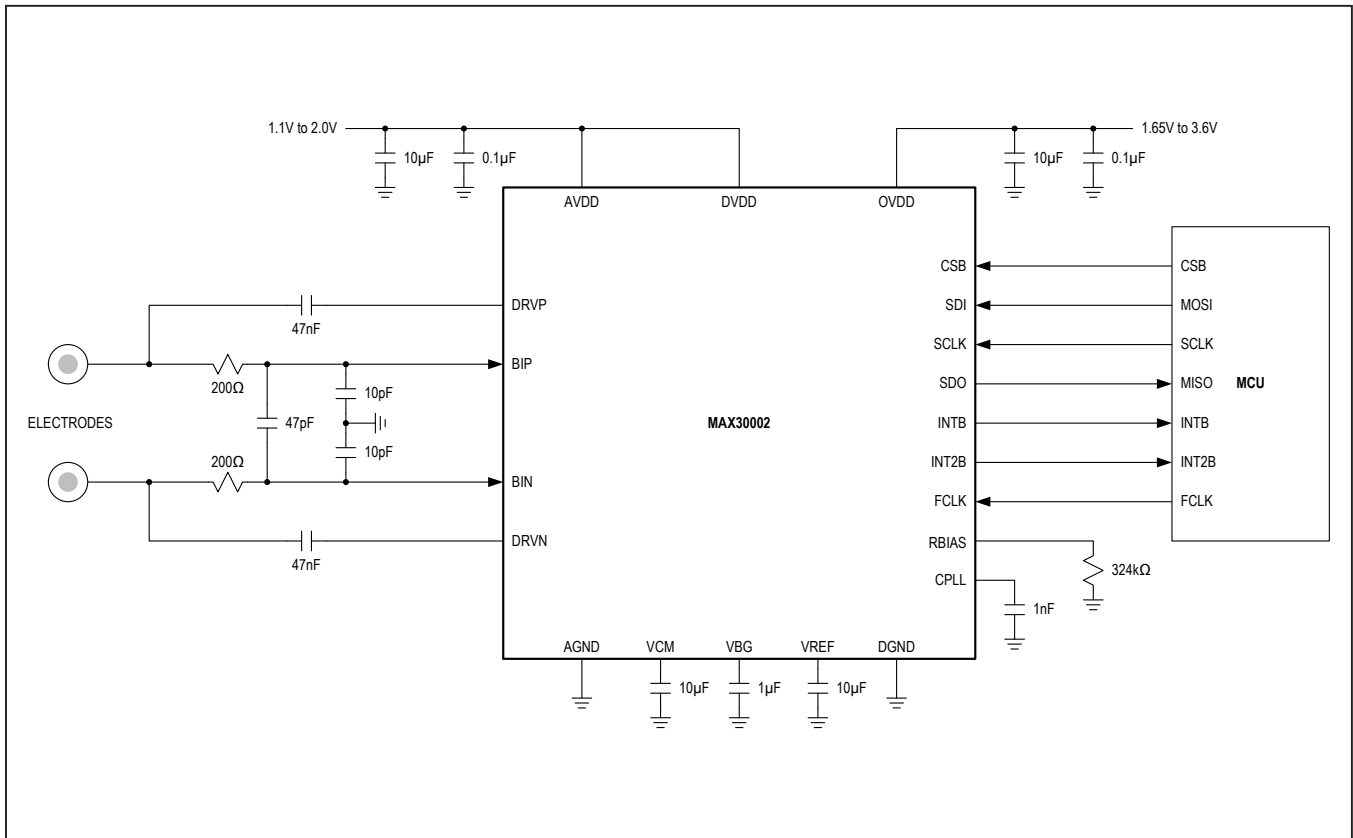 1.1V to 2.0V
10µF
0.1µF
10µF
0.1µF
1.65V to 3.6V
AVDD
DVDD
OVDD
CSB
CSB
DRVP
SDI
MOSI
47nF
SCLK
SCLK
BIP
200Ω
10pF
SDO
MISO
MCU
ELECTRODES
47pF
MAX30002
INTB
INTB
10pF
200Ω
INT2B
INT2B
BIN
FCLK
FCLK
DRVN
RBIAS
47nF
324kΩ
CPLL
1nF
AGND
VCM
VBG
VREF
DGND
10µF
1µF
10µF